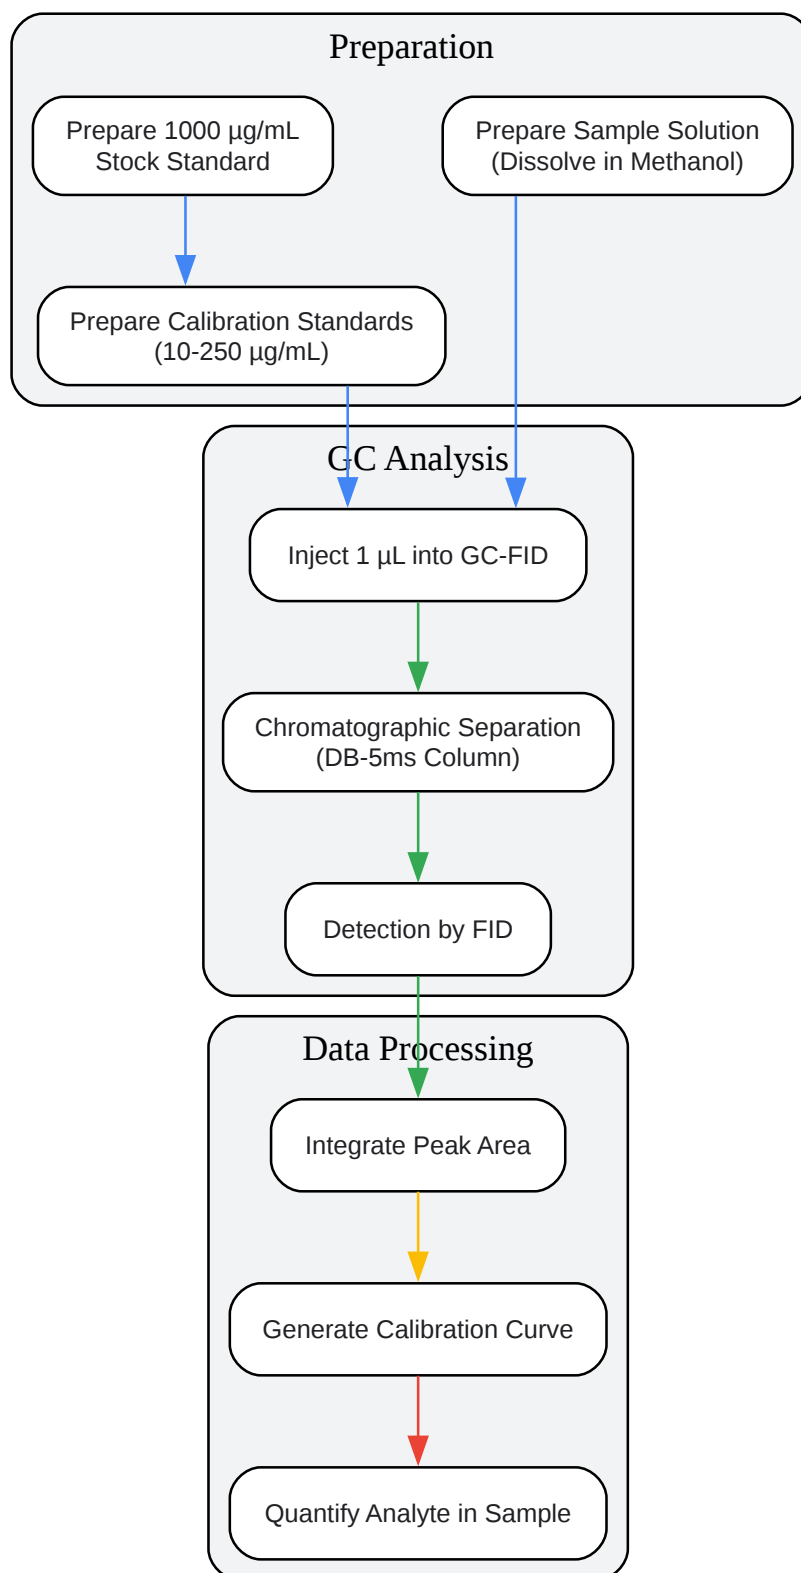 Preparation
Prepare 1000 µg/mL
Stock Standard
Prepare Sample Solution
(Dissolve in Methanol)
Prepare Calibration Standards
(10-250 µg/mL)
GC Analysis
Inject 1 µL into GC-FID
Chromatographic Separation
(DB-5ms Column)
Detection by FID
Data Processing
Integrate Peak Area
Generate Calibration Curve
Quantify Analyte in Sample